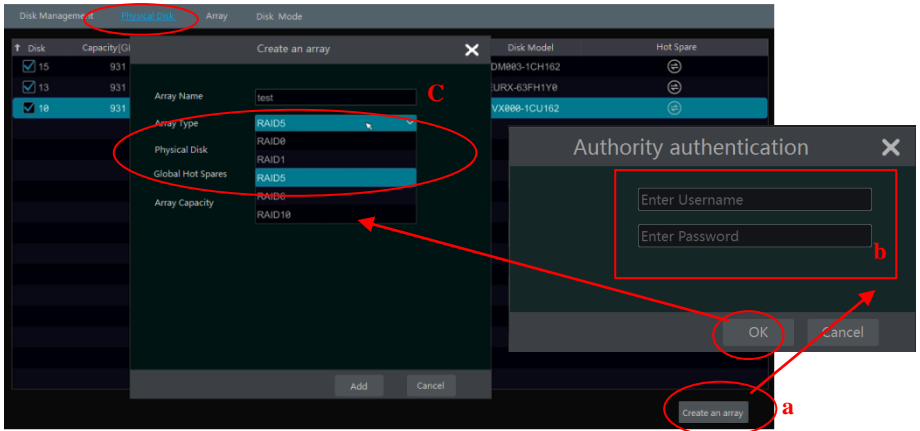 Disk Management Physical Disk Array Disk Mode
Disk Capacity[GB Create an array Disk Model Hot Spare
15 931 DM003-1CH162
13 931 EURX-63FH1Y0
10 931 VX000-1CU162
Array Name test C
Array Type RAID5
RAID0
Physical Disk RAID1
Global Hot Spares RAID5
RAID6
Array Capacity RAID10
Add Cancel
Authority authentication
Enter Username
Enter Password
b
OK Cancel
Create an array a